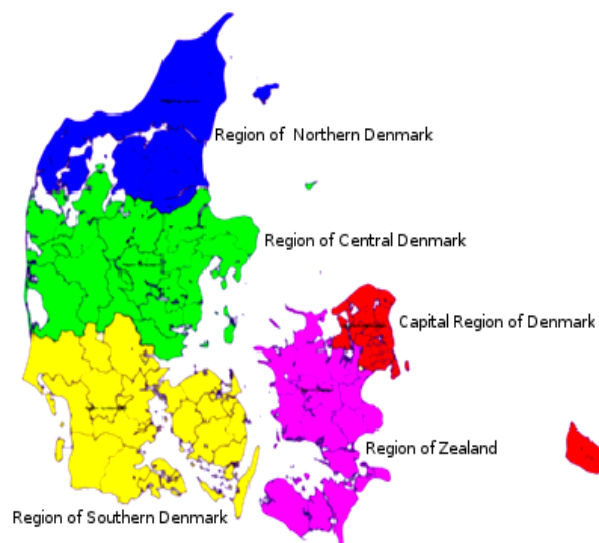 Region of Northern Denmark
Region of Central Denmark
Capital Region of Denmark
Region of Zealand
Region of Southern Denmark